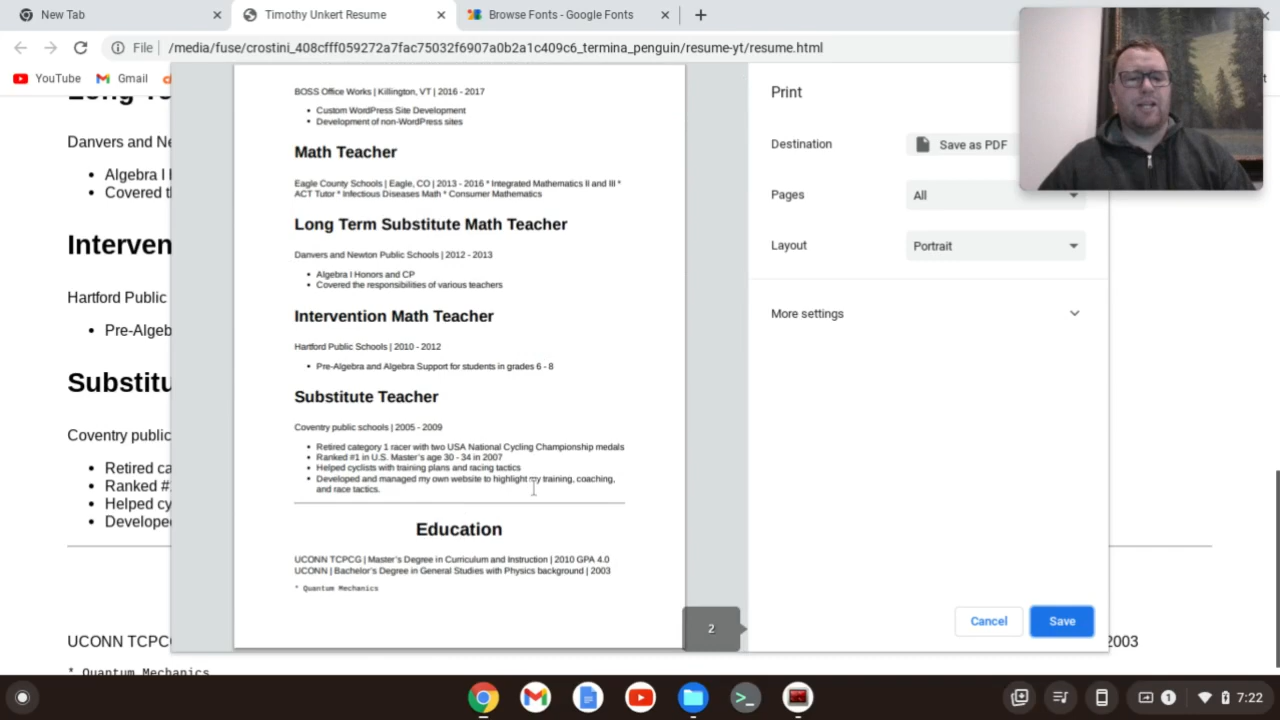 New Tab
Timothy Unkert Resume
Browse Fonts - Google Fonts
File
/media/fuse/crostini_408cfff059272a7fac75032f6907a0b2a1c409c6_termina_penguin/resume-yt/resume.html
YouTube
Gmail
Danvers and Ne
Algebra I
Covered t
Interven
Hartford Public
Pre-Algeb
Substitu
Coventry public
Retired ca
Ranked #
Helped cy
Develope
UCONN TCPC
2003
* Quantum Mechanics
BOSS Office Works | Killington, VT | 2016 - 2017
Custom WordPress Site Development
Development of non-WordPress sites
Math Teacher
Eagle County Schools | Eagle, CO | 2013 - 2016 * Integrated Mathematics II and III *
ACT Tutor * Infectious Diseases Math * Consumer Mathematics
Long Term Substitute Math Teacher
Danvers and Newton Public Schools | 2012 - 2013
Algebra I Honors and CP
Covered the responsibilities of various teachers
Intervention Math Teacher
Hartford Public Schools | 2010 - 2012
Pre-Algebra and Algebra Support for students in grades 6 - 8
Substitute Teacher
Coventry public schools | 2005 - 2009
Retired category 1 racer with two USA National Cycling Championship medals
Ranked #1 in U.S. Master's age 30 - 34 in 2007
Helped cyclists with training plans and racing tactics
Developed and managed my own website to highlight my training, coaching,
and race tactics.
Education
UCONN TCPCG | Master's Degree in Curriculum and Instruction | 2010 GPA 4.0
UCONN | Bachelor's Degree in General Studies with Physics background | 2003
* Quantum Mechanics
2
Print
Destination
Save as PDF
Pages
All
Layout
Portrait
More settings
Cancel
Save
1
7:22